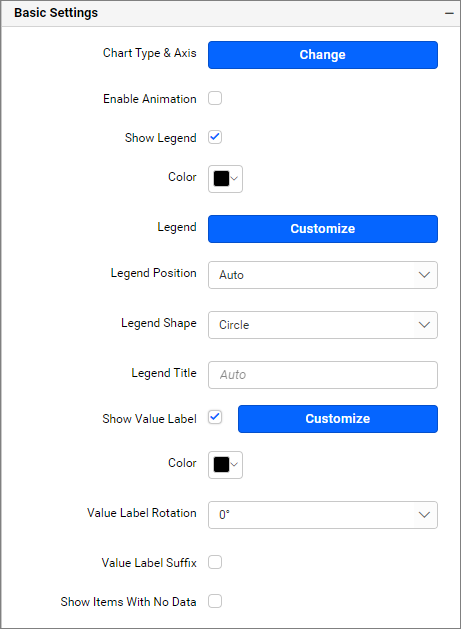 Basic Settings
Chart Type & Axis Change
Enable Animation
Show Legend
Color
Legend Customize
Legend Position Auto
Legend Shape Circle
Legend Title Auto
Show Value Label Customize
Color
Value Label Rotation 0°
Value Label Suffix
Show Items With No Data